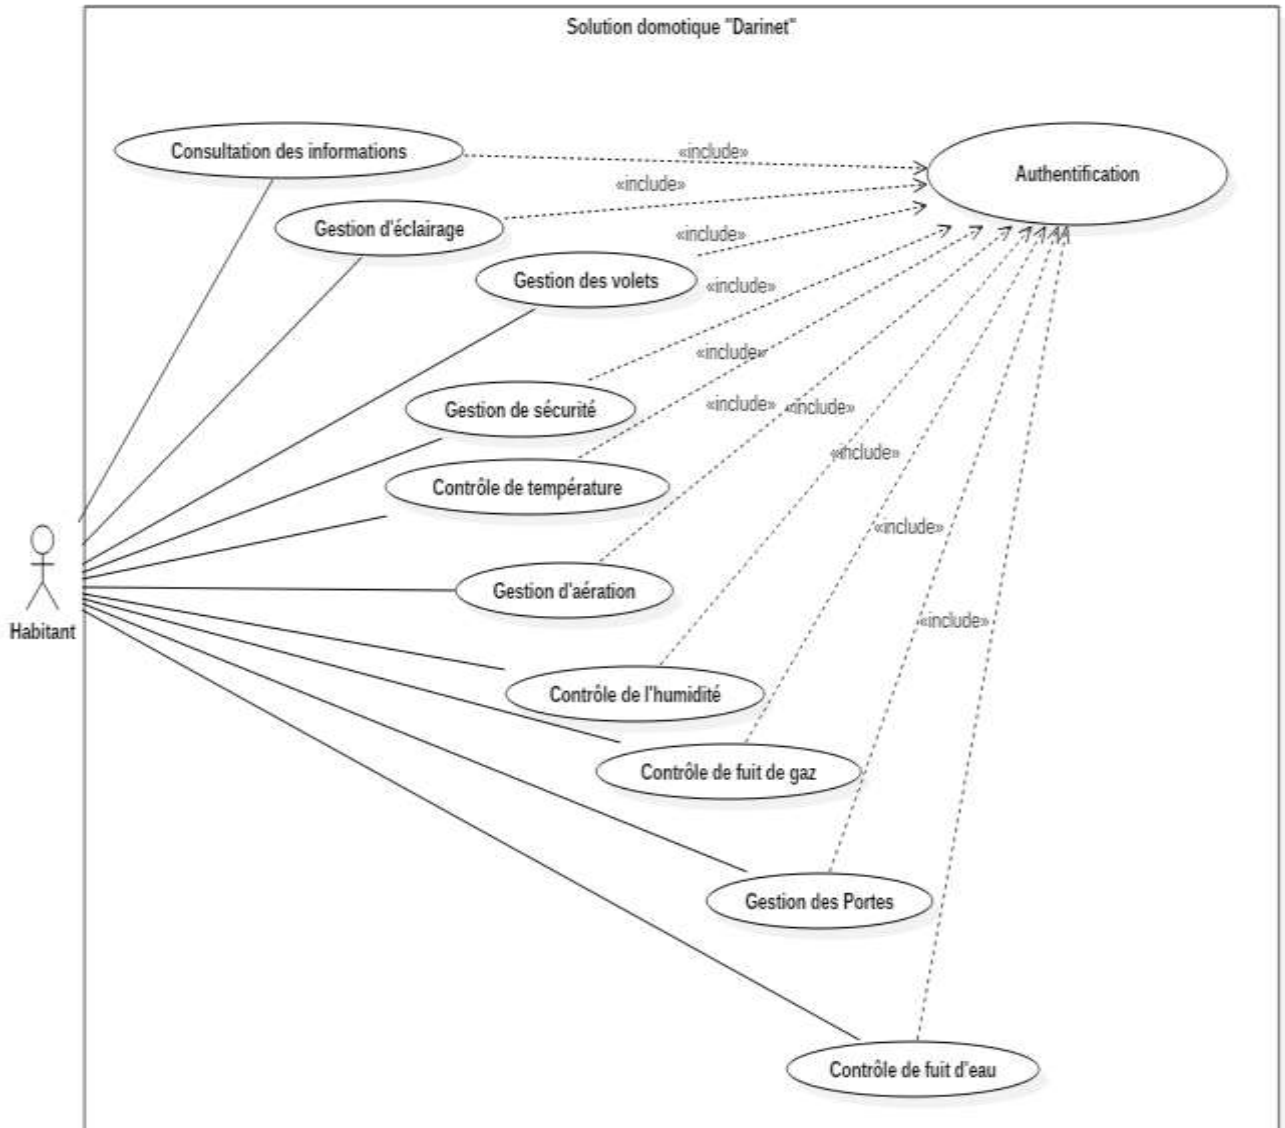 Solution domotique "Darinet"
Consultation des informations
«include»
Authentification
«include»
Gestion d'éclairage
«include»
Gestion des volets
«include»
«include»
Gestion de sécurité
«include»
«include»
«include»
Contrôle de température
«include»
Gestion d'aération
«include»
Habitant
Contrôle de l'humidité
Contrôle de fuit de gaz
Gestion des Portes
Contrôle de fuit d'eau